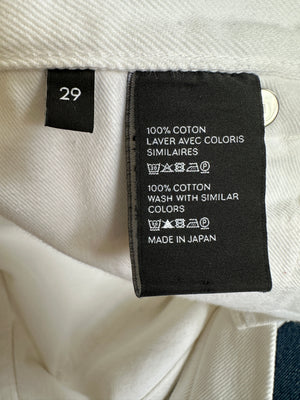 29
100% COTON
LAVER AVEC COLORIS
SIMILAIRES
100% COTTON
WASH WITH SIMILAR
COLORS
MADE IN JAPAN